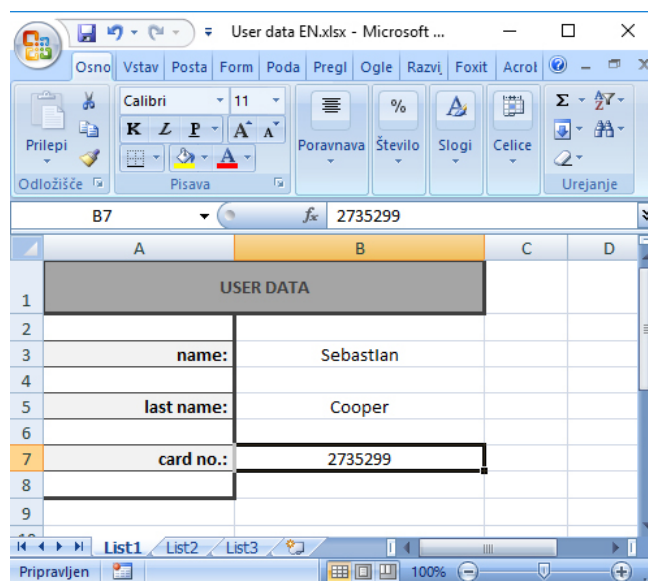 User data EN.xlsx - Microsoft ...
Osno Vstav Posta Form Poda Pregl Ogle Razvij Foxit Acrol
Calibri 11
K L P A A
Prilepi Poravnava % Število Slogi Celice
Odložišče Pisava Urejanje
B7 fx 2735299
A B C D
1 USER DATA
2
3 name: Sebastian
4
5 last name: Cooper
6
7 card no.: 2735299
8
9
List1 List2 List3
Pripravljen 100%